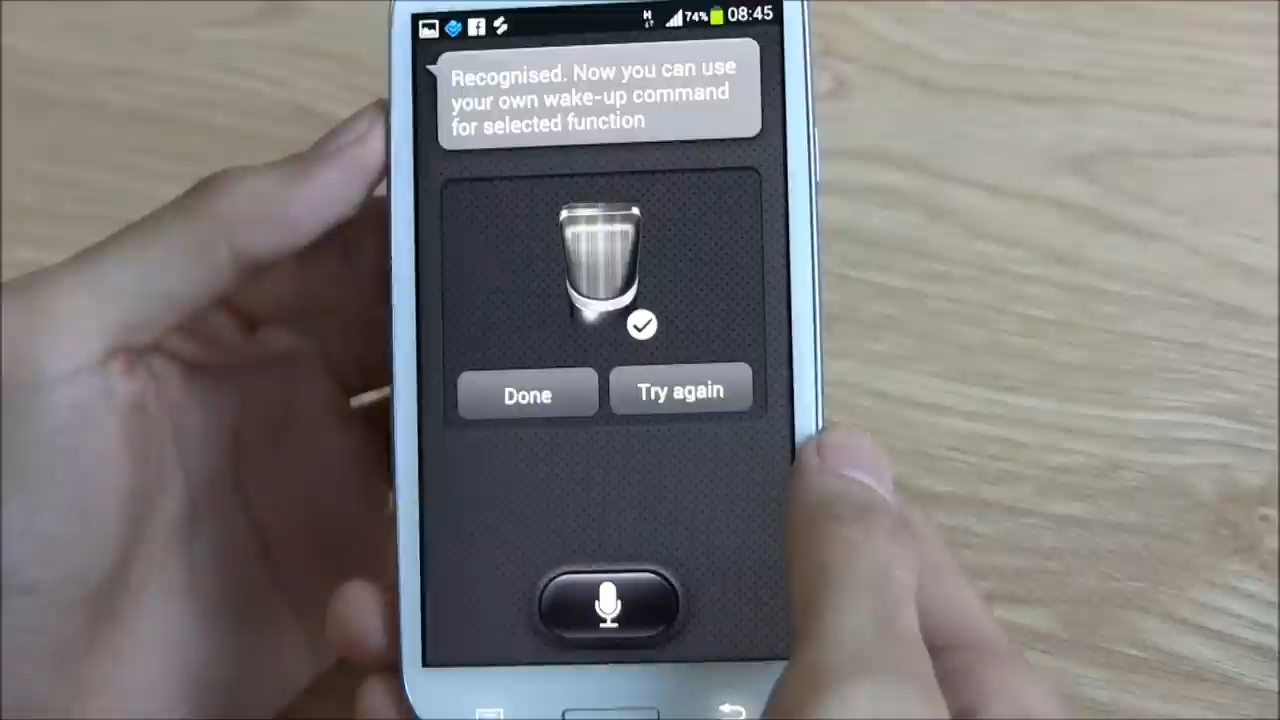 H 74% 08:45
Recognised. Now you can use
your own wake-up command
for selected function
Done Try again